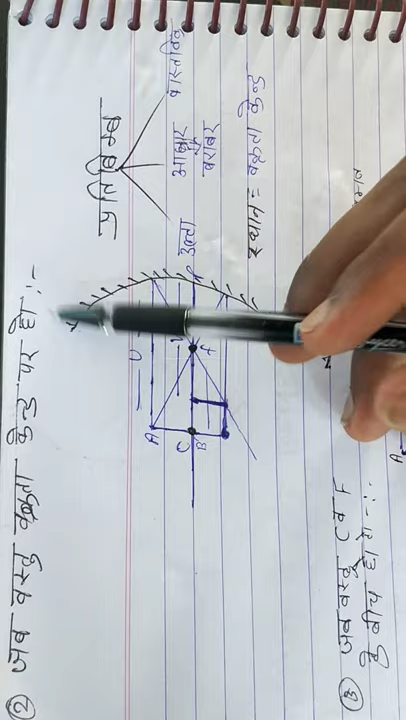 ② जब वस्तु वक्रता केन्द्र पर हो :-
प्रतिबिम्ब
उल्टा
आकार के बराबर
वास्तविक
स्थान = वक्रता केन्द्र
U
A
C
B
F
P
③ जब वस्तु C व F
के बीच हो :-
A